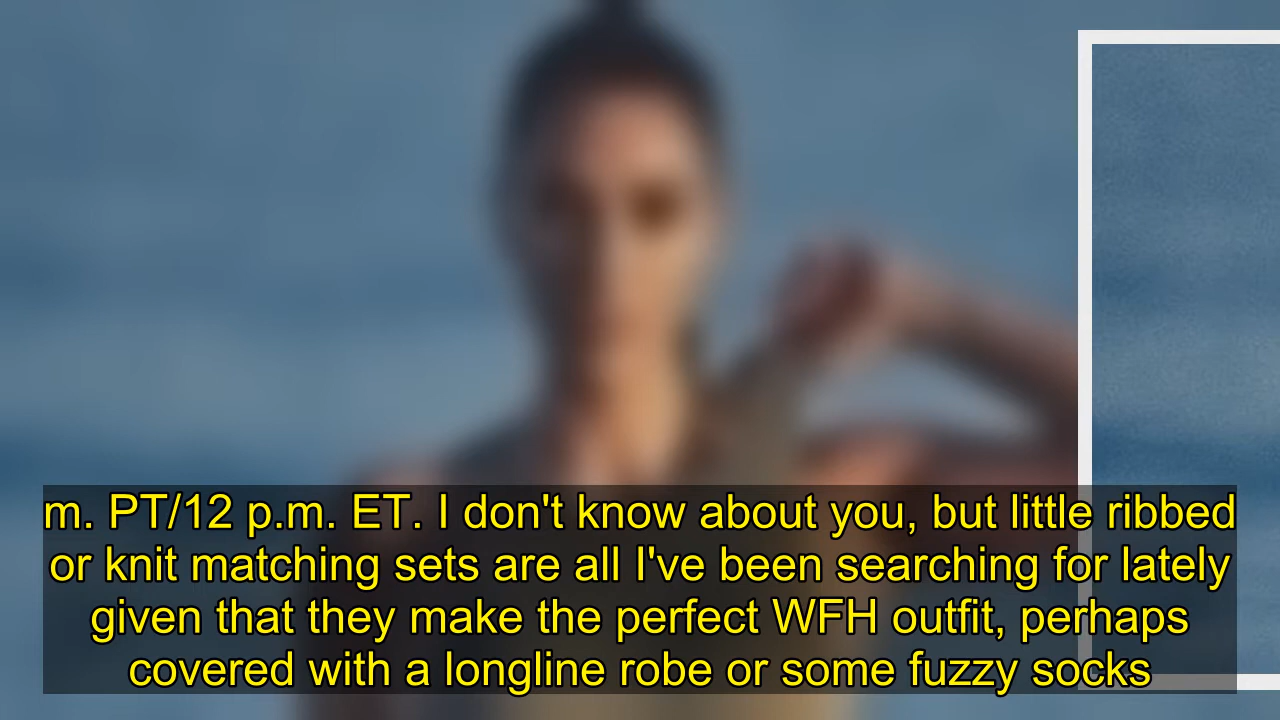 m. PT/12 p.m. ET. I don't know about you, but little ribbed
or knit matching sets are all I've been searching for lately
given that they make the perfect WFH outfit, perhaps
covered with a longline robe or some fuzzy socks